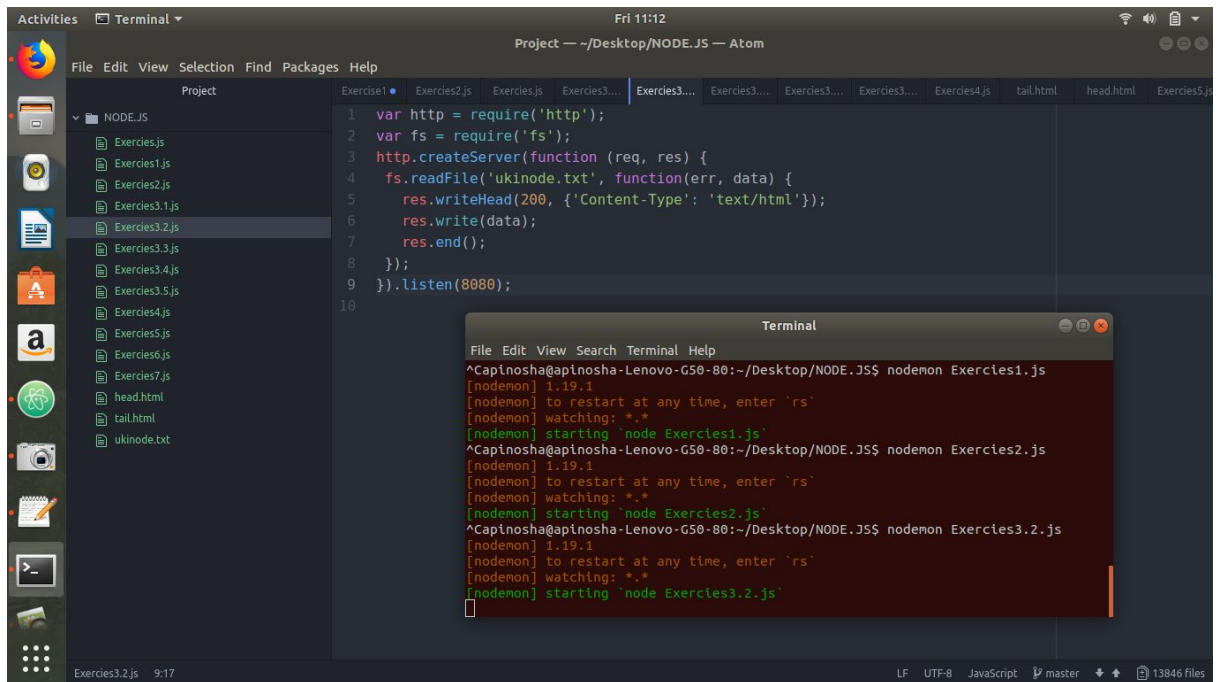 Activities Terminal Fri 11:12
Project — ~/Desktop/NODE.JS — Atom
File Edit View Selection Find Packages Help
Project
Exercise1 Exercies2.js Exercies.js Exercies3.... Exercies3.... Exercies3.... Exercies3.... Exercies3.... Exercies4.js tail.html head.html Exercies5.js
NODE.JS
Exercies.js
Exercies1.js
Exercies2.js
Exercies3.1.js
Exercies3.2.js
Exercies3.3.js
Exercies3.4.js
Exercies3.5.js
Exercies4.js
Exercies5.js
Exercies6.js
Exercies7.js
head.html
tail.html
ukinode.txt
1 var http = require('http');
2 var fs = require('fs');
3 http.createServer(function (req, res) {
4 fs.readFile('ukinode.txt', function(err, data) {
5 res.writeHead(200, {'Content-Type': 'text/html'});
6 res.write(data);
7 res.end();
8 });
9 }).listen(8080);
10
Terminal
File Edit View Search Terminal Help
^Capinosha@apinosha-Lenovo-G50-80:~/Desktop/NODE.JS$ nodemon Exercies1.js
[nodemon] 1.19.1
[nodemon] to restart at any time, enter `rs`
[nodemon] watching: *.*
[nodemon] starting `node Exercies1.js`
^Capinosha@apinosha-Lenovo-G50-80:~/Desktop/NODE.JS$ nodemon Exercies2.js
[nodemon] 1.19.1
[nodemon] to restart at any time, enter `rs`
[nodemon] watching: *.*
[nodemon] starting `node Exercies2.js`
^Capinosha@apinosha-Lenovo-G50-80:~/Desktop/NODE.JS$ nodemon Exercies3.2.js
[nodemon] 1.19.1
[nodemon] to restart at any time, enter `rs`
[nodemon] watching: *.*
[nodemon] starting `node Exercies3.2.js`
Exercies3.2.js 9:17 LF UTF-8 JavaScript master 13846 files